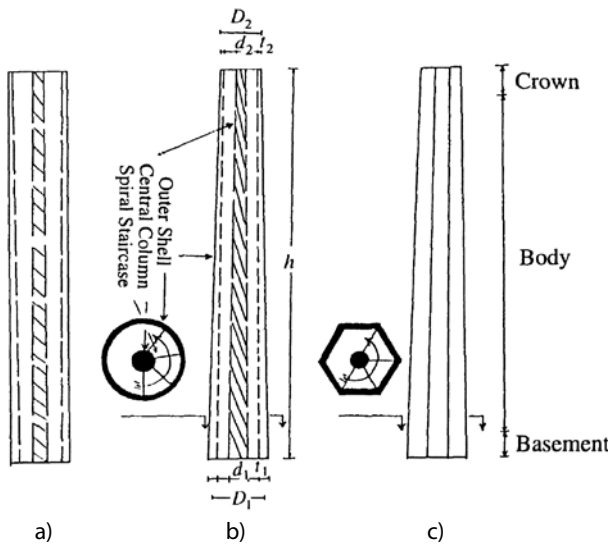 D₂
d₂ t₂
Crown
Outer Shell
Central Column
Spiral Staircase
h
Body
Basement
d₁ t₁
D₁
a)
b)
c)